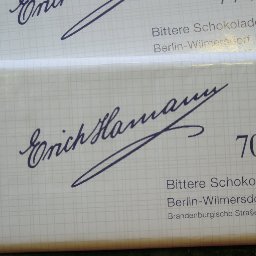 Erich
Bittere Schokolade
Berlin-Wilmersdorf
Erich Hamann
70
Bittere Schoko
Berlin-Wilmersdo
Brandenburgische Straße